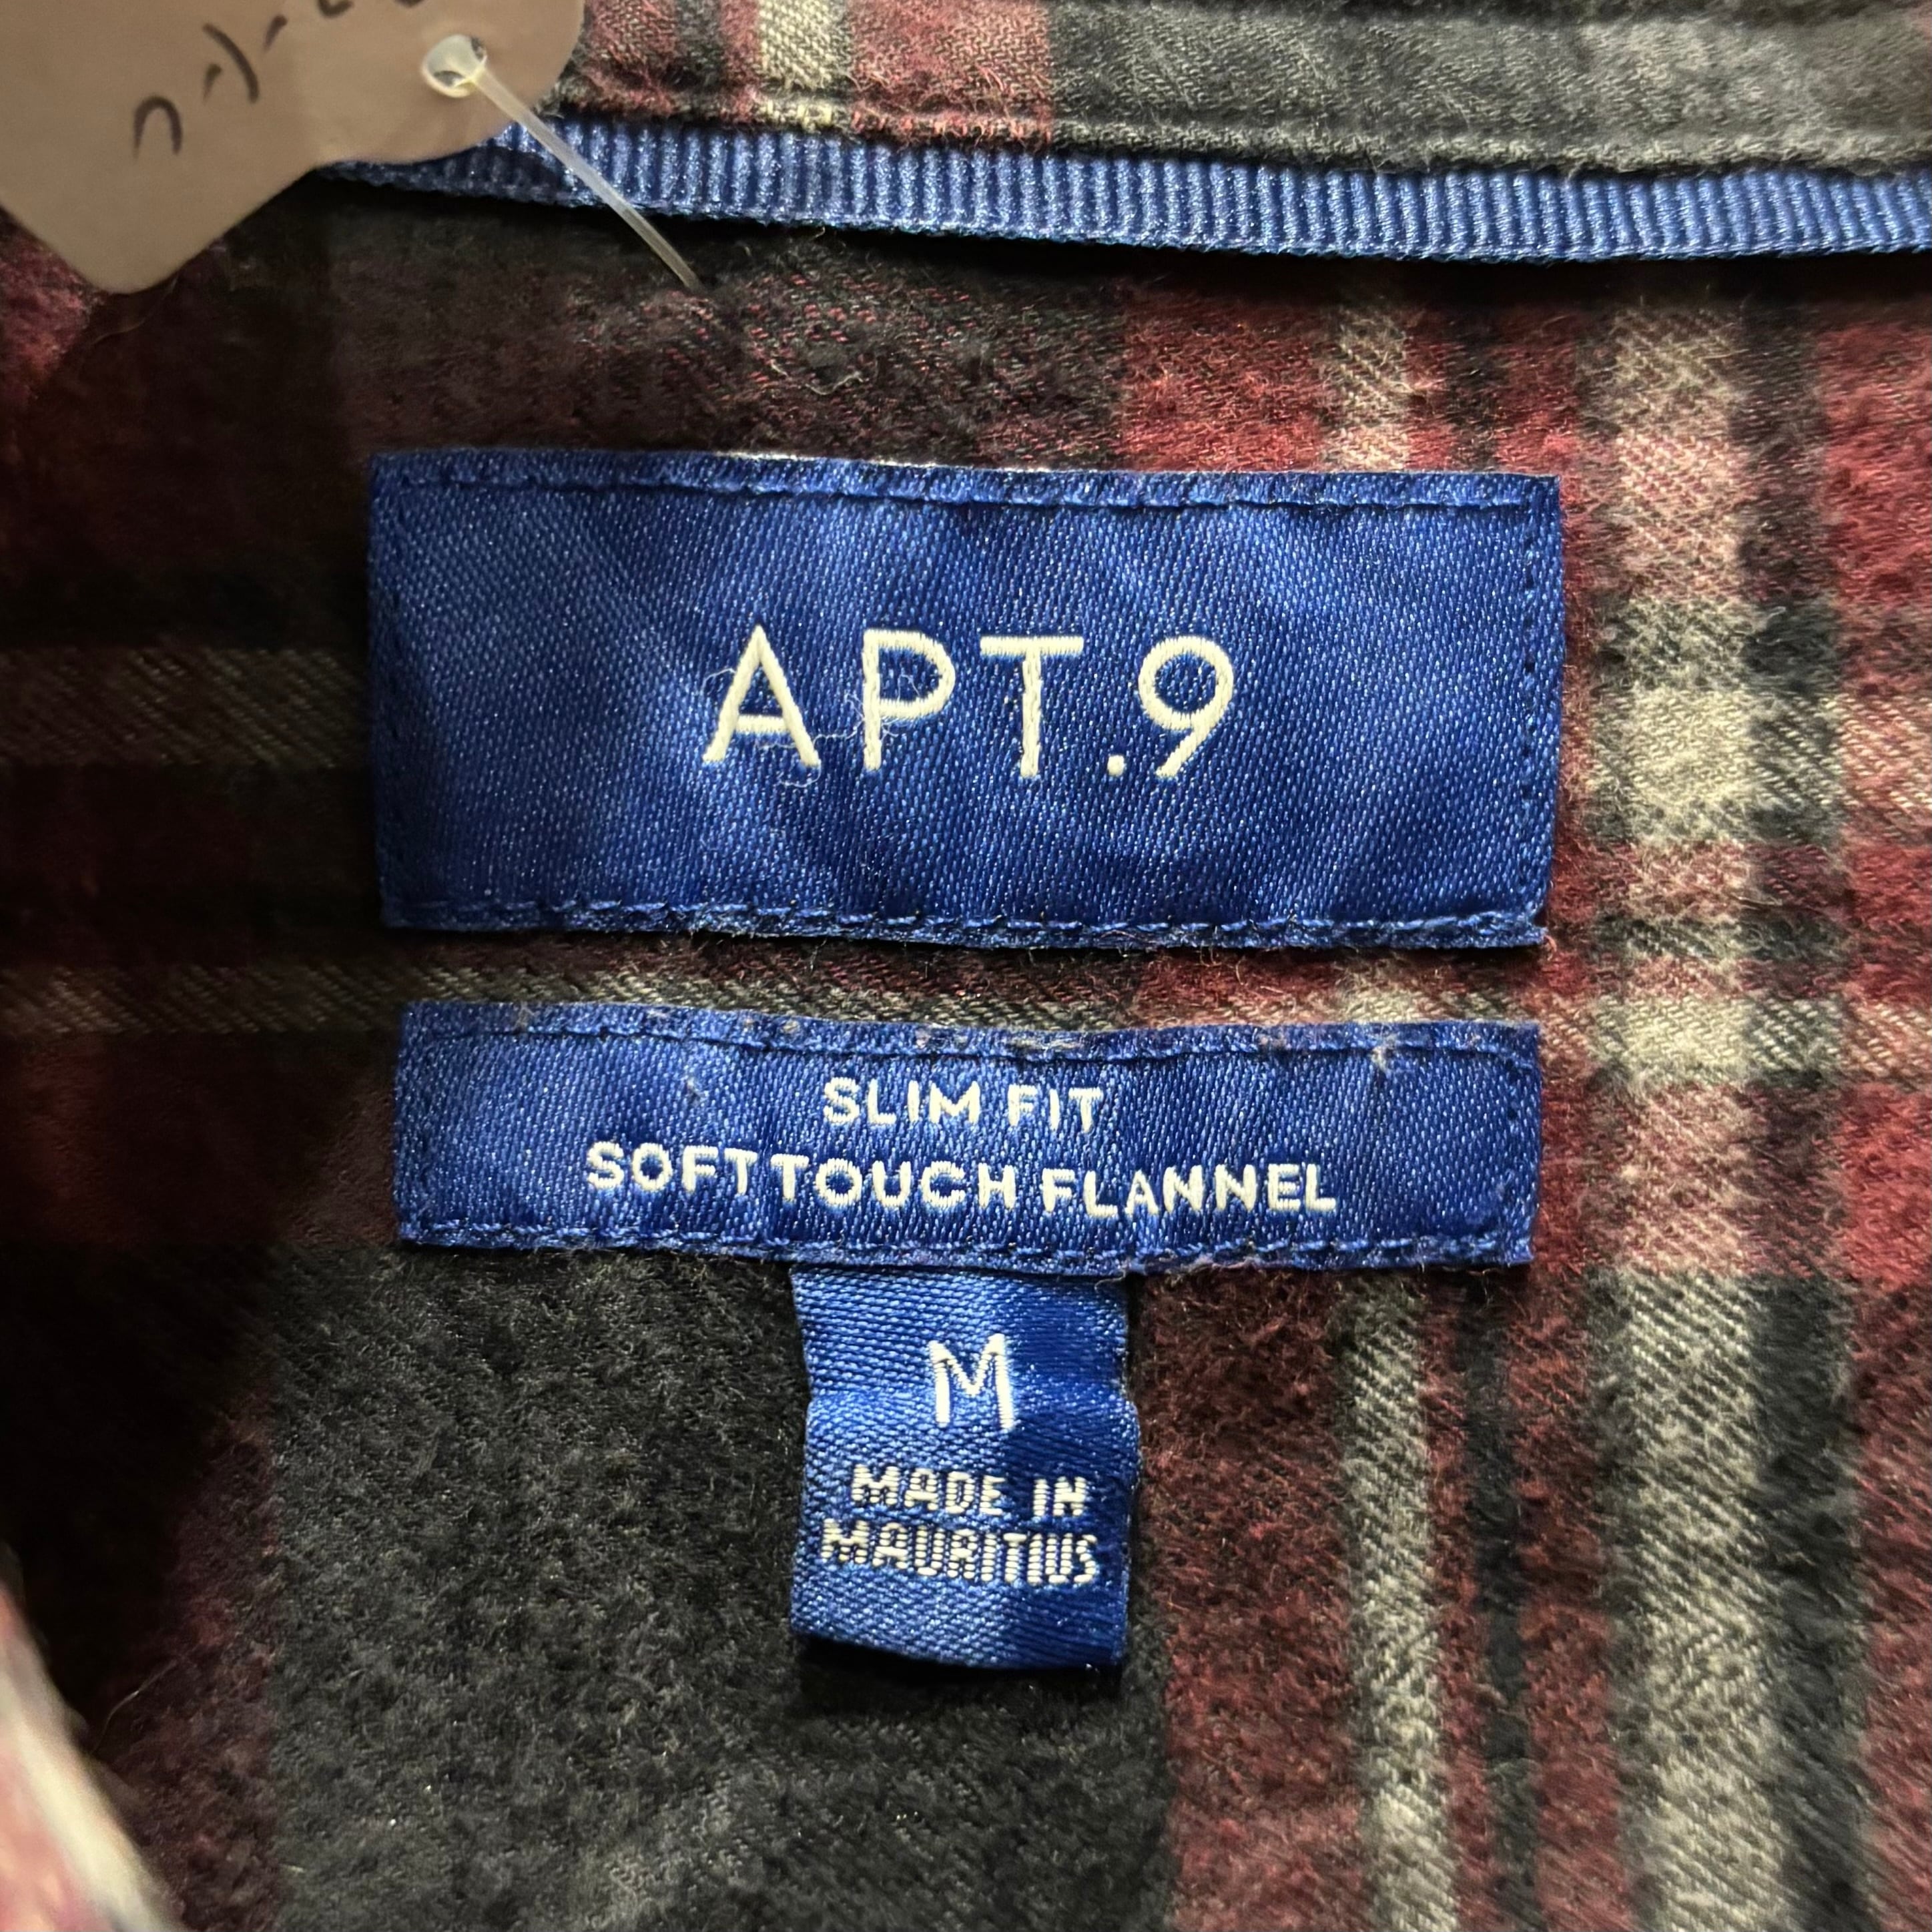 APT.9
SLIM FIT
SOFT TOUCH FLANNEL
M
MADE IN
MAURITIUS